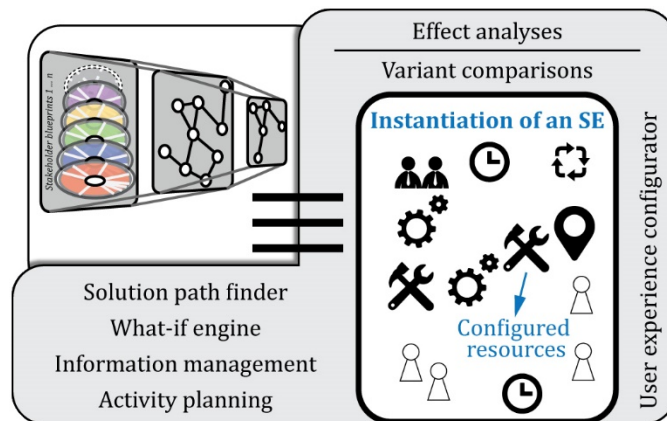 Effect analyses
Variant comparisons
Stakeholder blueprints 1 ... n
Instantiation of an SE
Configured
resources
User experience configurator
Solution path finder
What-if engine
Information management
Activity planning